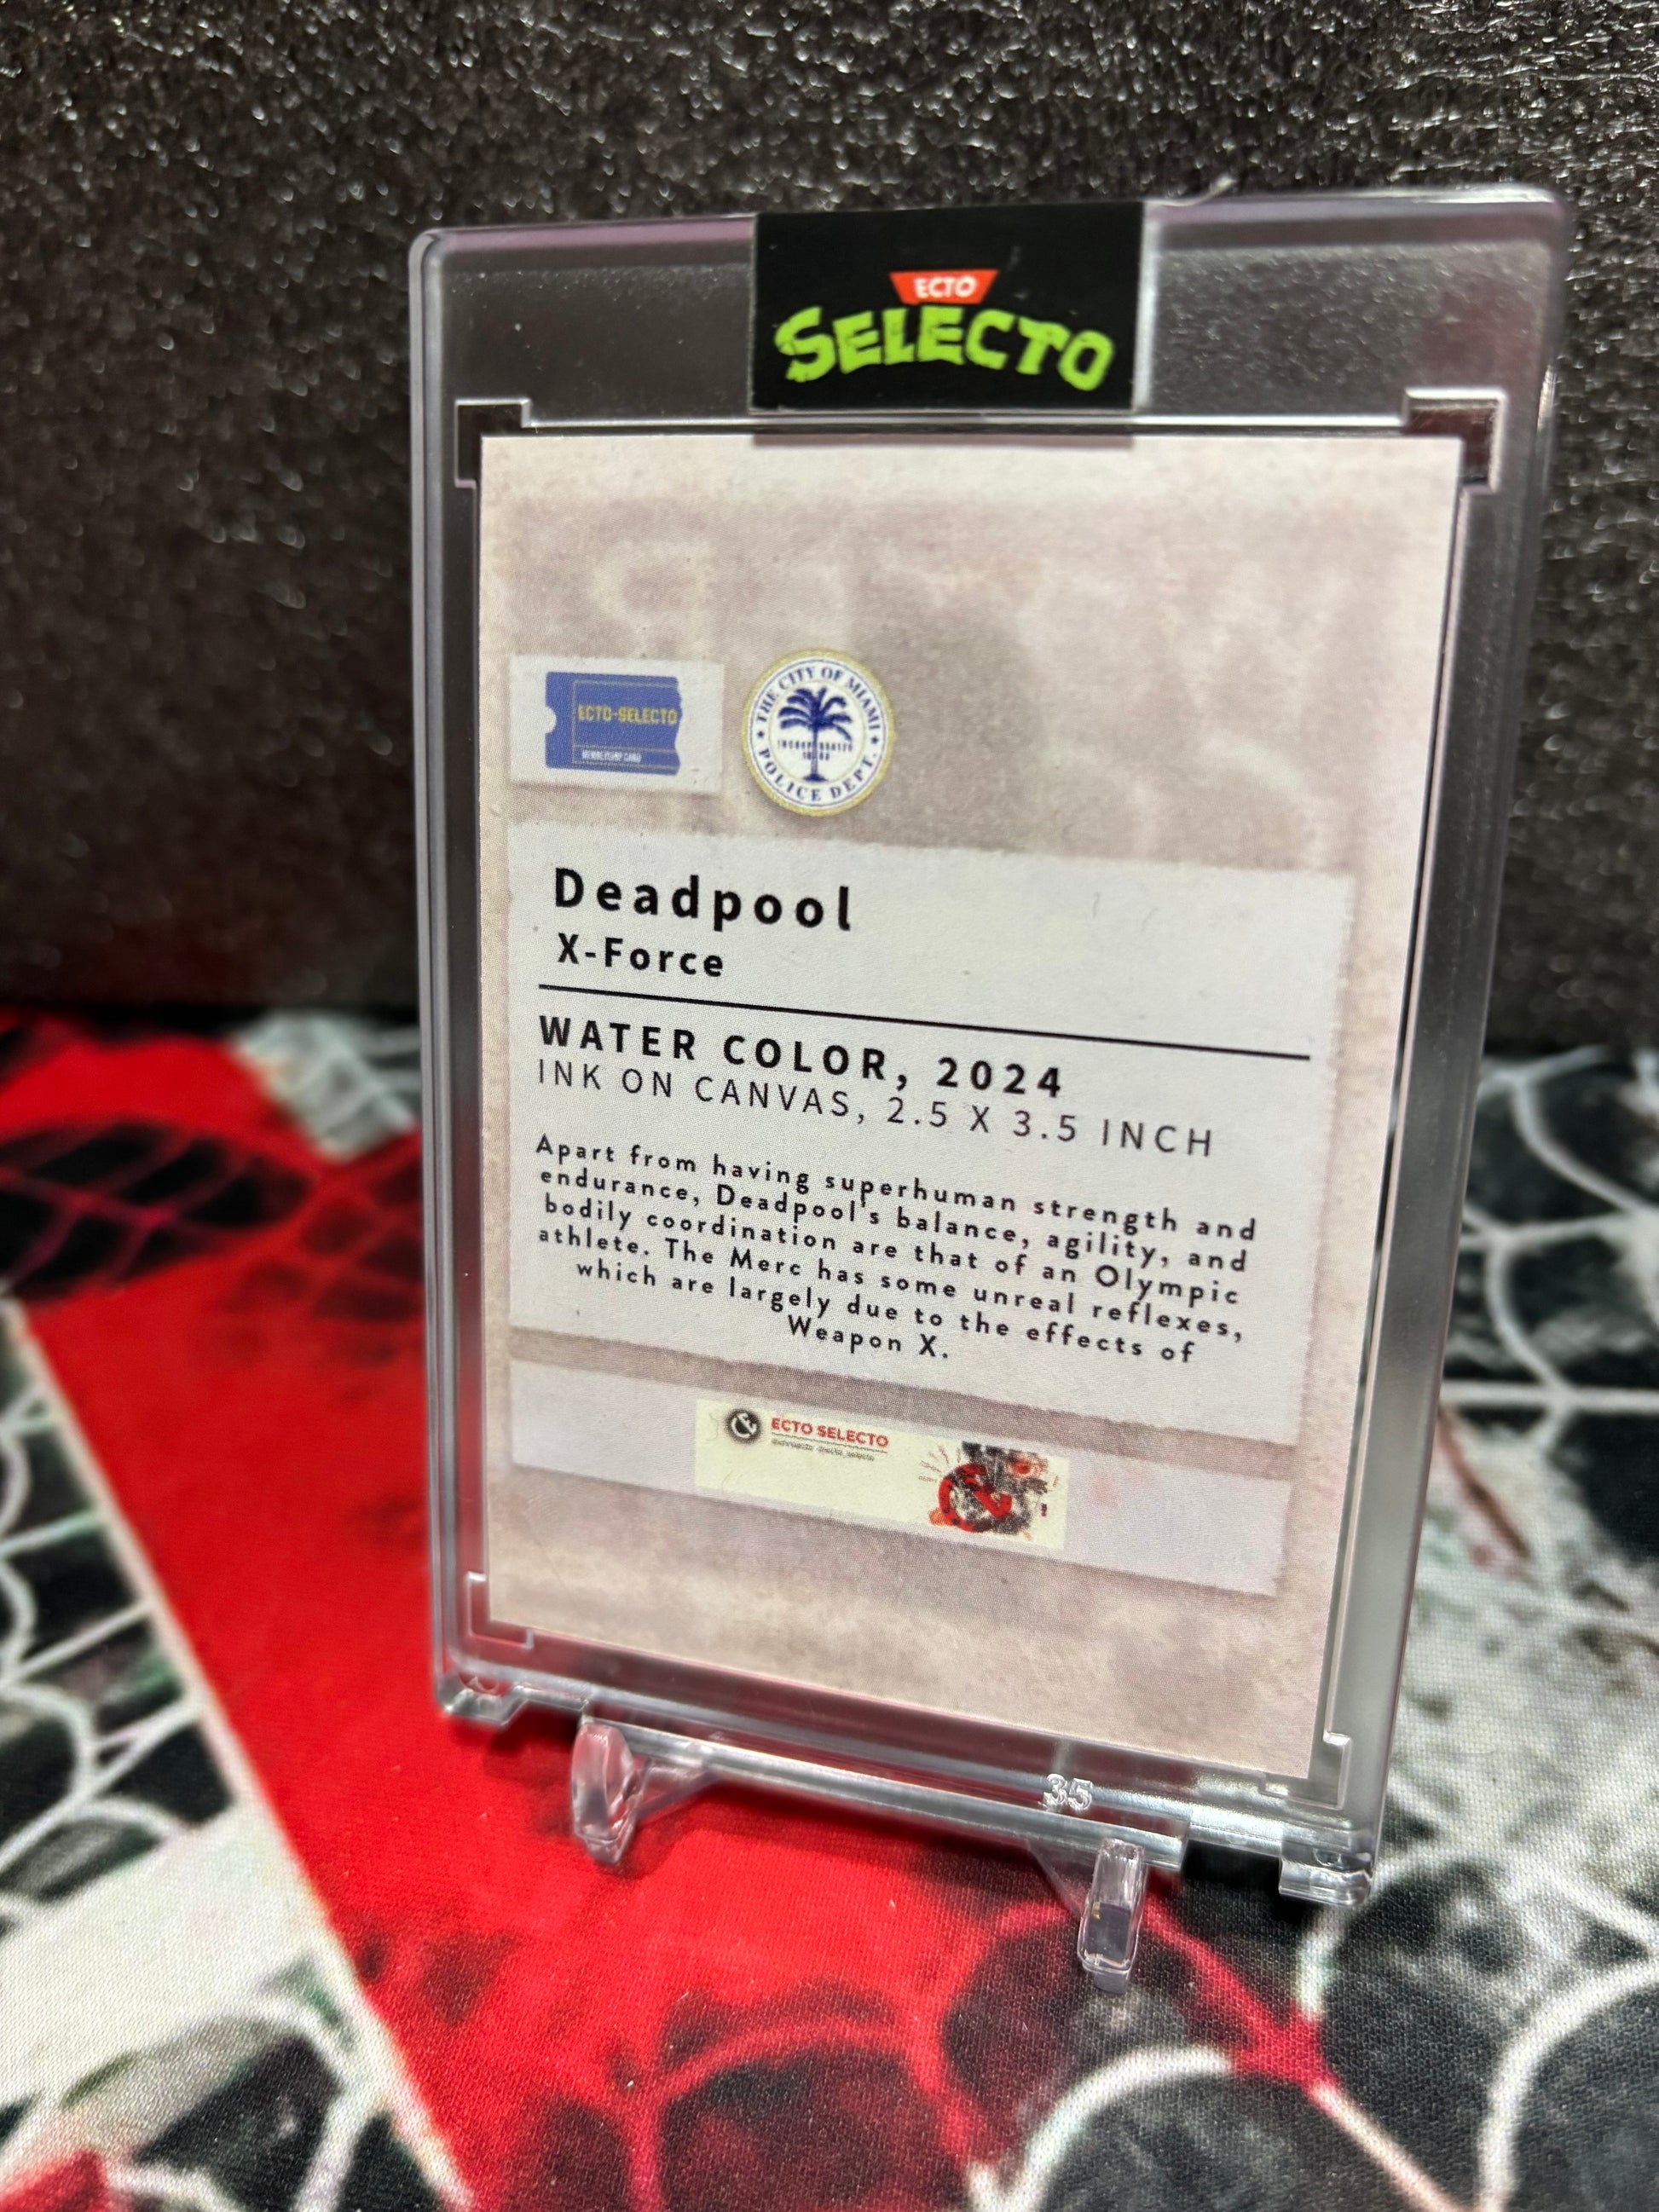 ECTO
SELECTO
ECTO-SELECTO
MEMBERSHIP CARD
THE CITY OF MIAMI
INCORPORATED
POLICE DEPT.
Deadpool
X-Force
WATER COLOR, 2024
INK ON CANVAS, 2.5 X 3.5 INCH
Apart from having superhuman strength and
endurance, Deadpool's balance, agility, and
bodily coordination are that of an Olympic
athlete. The Merc has some unreal reflexes,
which are largely due to the effects of
Weapon X.
ECTO SELECTO
35